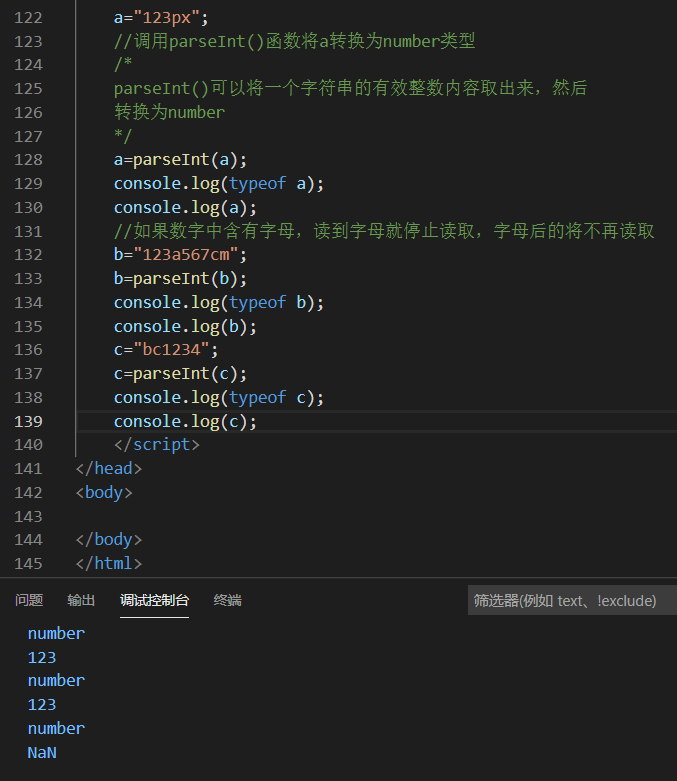 122 a="123px";
123 //调用parseInt()函数将a转换为number类型
124 /*
125 parseInt()可以将一个字符串的有效整数内容取出来，然后
126 转换为number
127 */
128 a=parseInt(a);
129 console.log(typeof a);
130 console.log(a);
131 //如果数字中含有字母，读到字母就停止读取，字母后的将不再读取
132 b="123a567cm";
133 b=parseInt(b);
134 console.log(typeof b);
135 console.log(b);
136 c="bc1234";
137 c=parseInt(c);
138 console.log(typeof c);
139 console.log(c);
140 </script>
141 </head>
142 <body>
143
144 </body>
145 </html>
问题 输出 调试控制台 终端 筛选器(例如 text、!exclude)
number
123
number
123
number
NaN